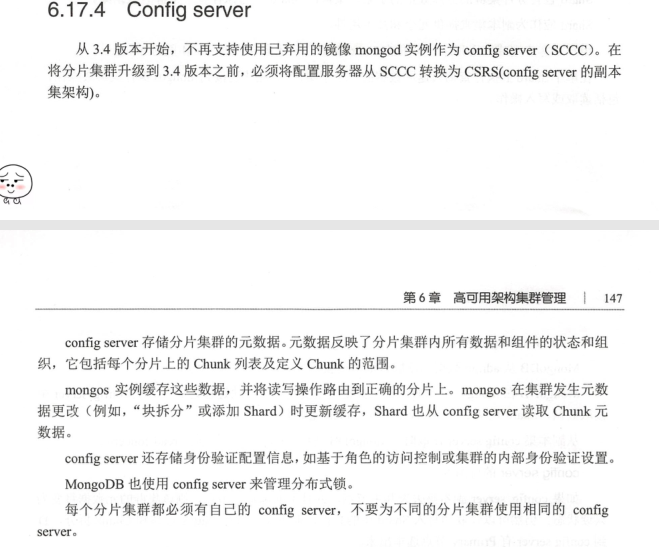 6.17.4 Config server
从 3.4 版本开始，不再支持使用已弃用的镜像 mongod 实例作为 config server（SCCC）。在
将分片集群升级到 3.4 版本之前，必须将配置服务器从 SCCC 转换为 CSRS(config server 的副本
集架构)。
第 6 章 高可用架构集群管理 | 147
config server 存储分片集群的元数据。元数据反映了分片集群内所有数据和组件的状态和组
织，它包括每个分片上的 Chunk 列表及定义 Chunk 的范围。
mongos 实例缓存这些数据，并将读写操作路由到正确的分片上。mongos 在集群发生元数
据更改（例如，“块拆分”或添加 Shard）时更新缓存，Shard 也从 config server 读取 Chunk 元
数据。
config server 还存储身份验证配置信息，如基于角色的访问控制或集群的内部身份验证设置。
MongoDB 也使用 config server 来管理分布式锁。
每个分片集群都必须有自己的 config server，不要为不同的分片集群使用相同的 config
server。